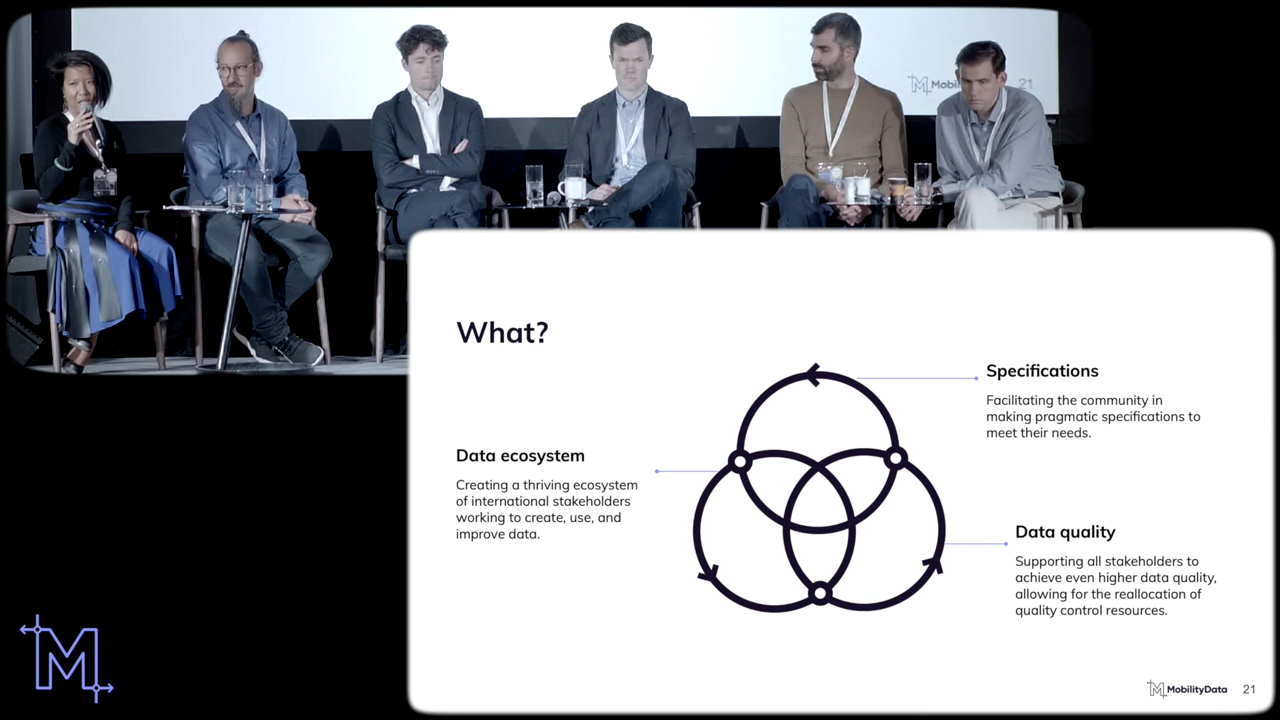 Mobi
21
What?
Specifications
Facilitating the community in
making pragmatic specifications to
meet their needs.
Data ecosystem
Creating a thriving ecosystem
of international stakeholders
working to create, use, and
improve data.
Data quality
Supporting all stakeholders to
achieve even higher data quality,
allowing for the reallocation of
quality control resources.
M
MobilityData 21